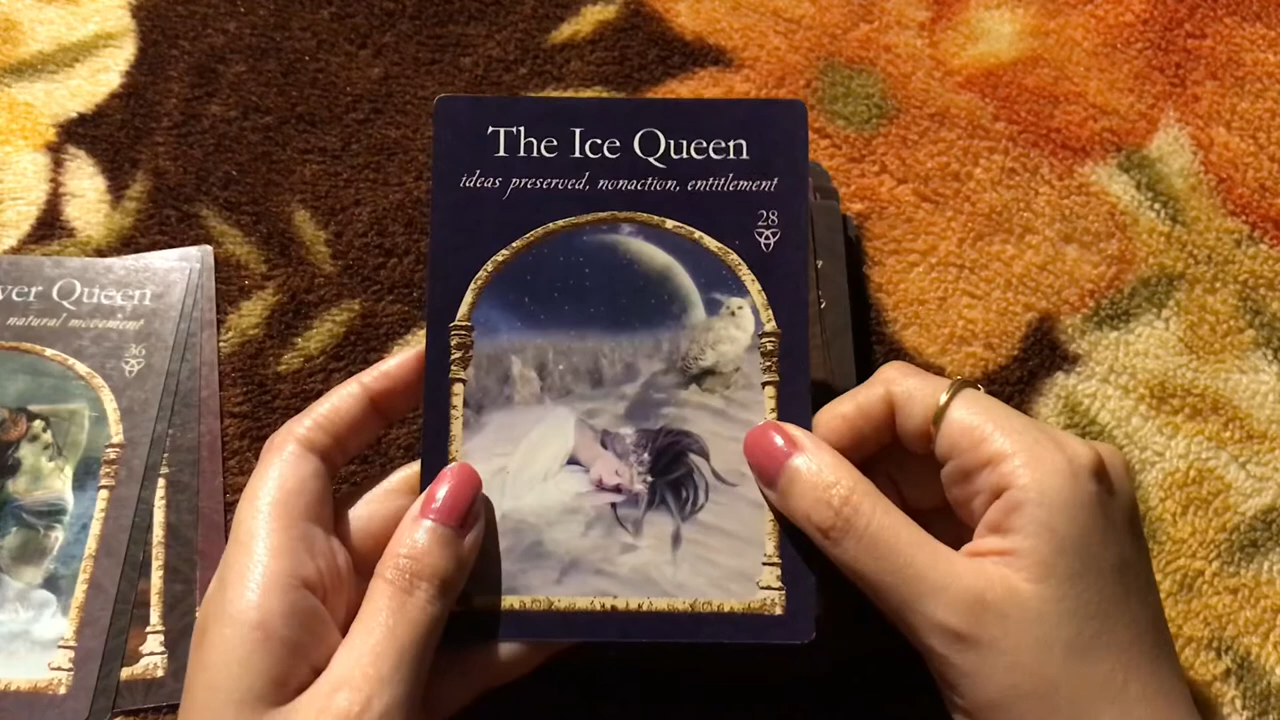 The Ice Queen
ideas preserved, nonaction, entitlement
28
ver Queen
natural movement
36